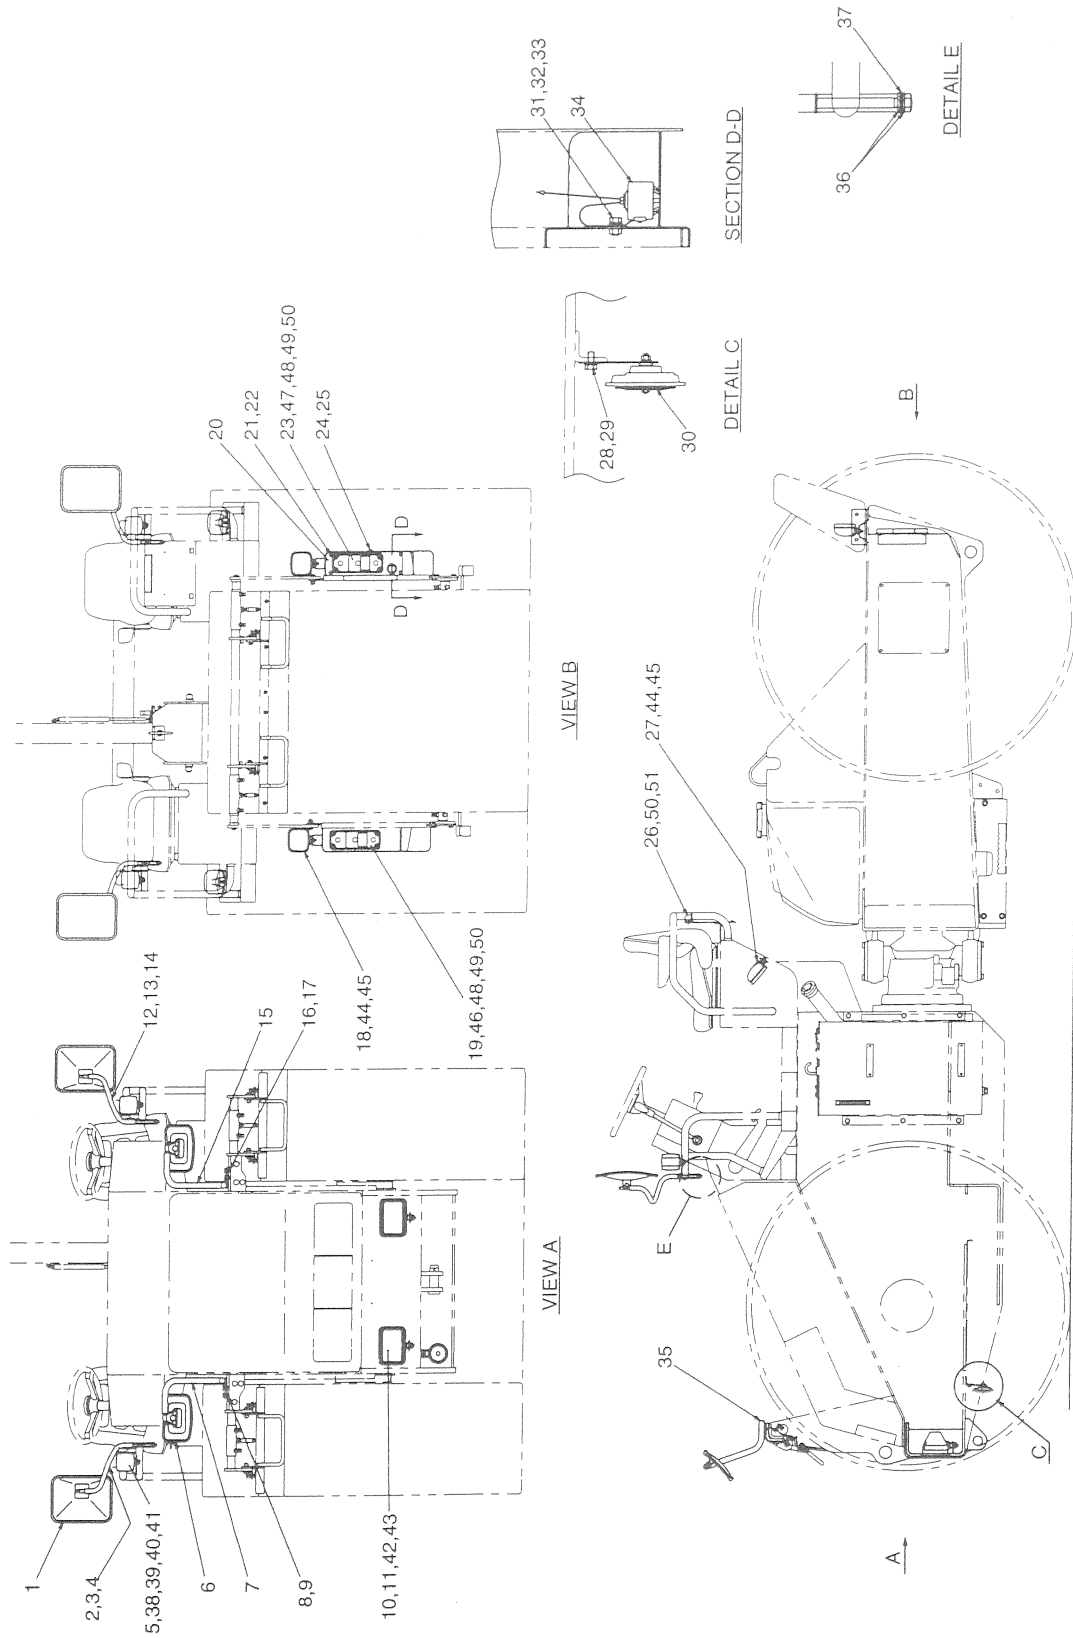 1
2,3,4
5,38,39,40,41
6
7
8,9
10,11,42,43
12,13,14
15
16,17
VIEW A
18,44,45
19,46,48,49,50
20
21,22
23,47,48,49,50
24,25
D
D
VIEW B
28,29
30
DETAIL C
31,32,33
34
SECTION D-D
36
37
DETAIL E
A
35
C
E
26,50,51
27,44,45
B